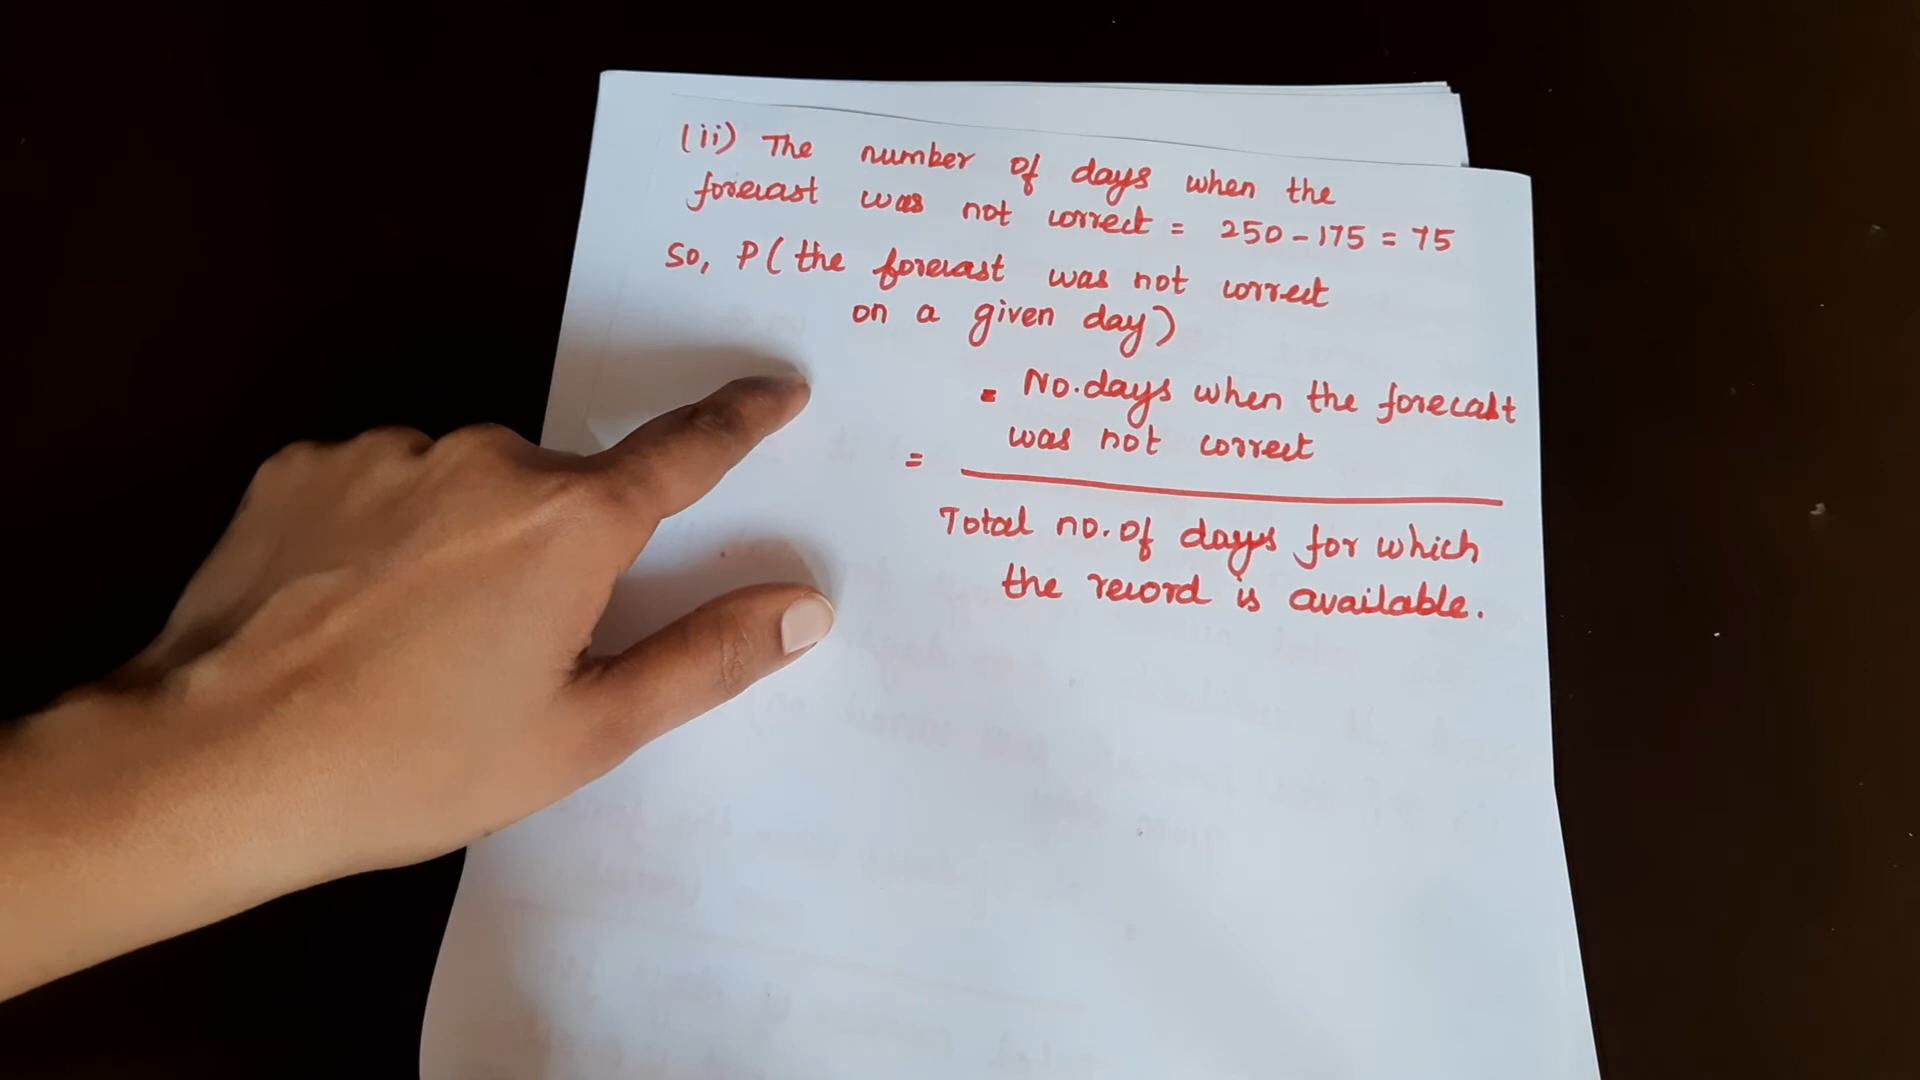 (ii) The number of days when the
forecast was not correct = 250 - 175 = 75
So, P( the forecast was not correct
on a given day)
= No.days when the forecast
was not correct
=
Total no. of days for which
the record is available.